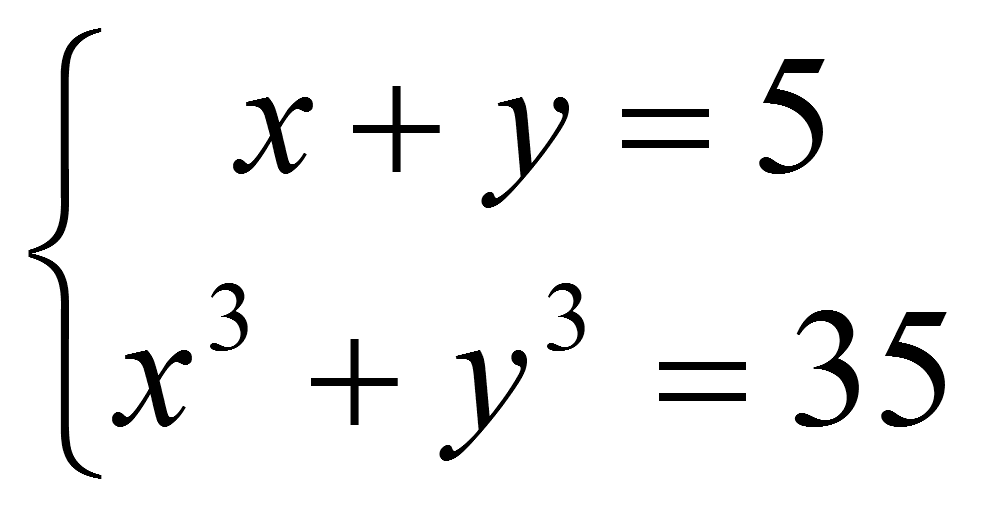 x + y = 5
x³ + y³ = 35